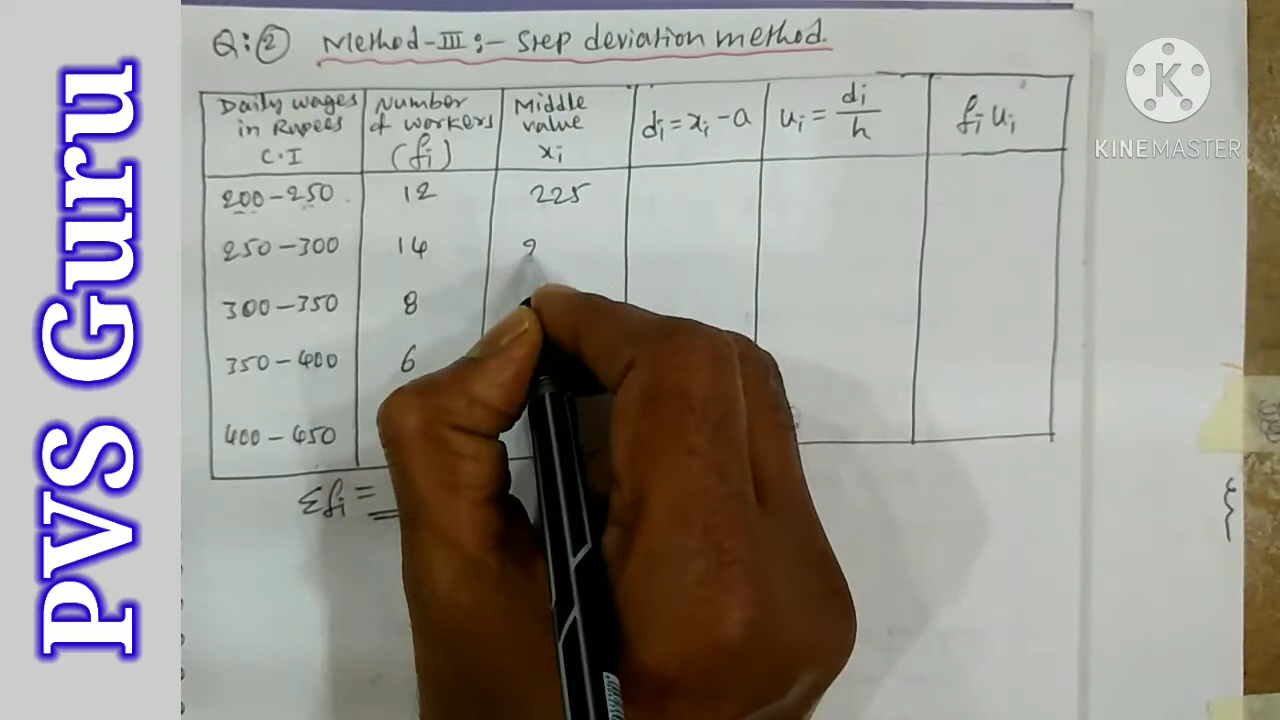 PVS Guru
Q:② Method-III :- Step deviation method.
KINEMASTER
Daily wages in Rupees C.I
Number of workers (fi)
Middle value xi
di = xi - a
ui = di / h
fi ui
200-250 12 225
250-300 14 2
300-350 8
350-400 6
400-450
Σfi =